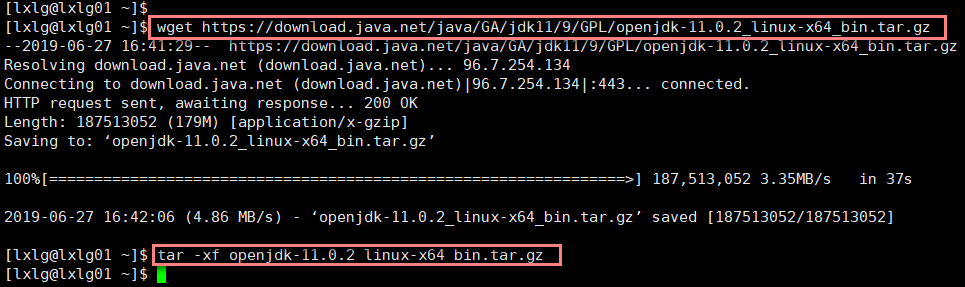 [lxlg@lxlg01 ~]$
[lxlg@lxlg01 ~]$ wget https://download.java.net/java/GA/jdk11/9/GPL/openjdk-11.0.2_linux-x64_bin.tar.gz
--2019-06-27 16:41:29--  https://download.java.net/java/GA/jdk11/9/GPL/openjdk-11.0.2_linux-x64_bin.tar.gz
Resolving download.java.net (download.java.net)... 96.7.254.134
Connecting to download.java.net (download.java.net)|96.7.254.134|:443... connected.
HTTP request sent, awaiting response... 200 OK
Length: 187513052 (179M) [application/x-gzip]
Saving to: ‘openjdk-11.0.2_linux-x64_bin.tar.gz’
100%[================================================================>] 187,513,052 3.35MB/s   in 37s
2019-06-27 16:42:06 (4.86 MB/s) - ‘openjdk-11.0.2_linux-x64_bin.tar.gz’ saved [187513052/187513052]
[lxlg@lxlg01 ~]$ tar -xf openjdk-11.0.2_linux-x64_bin.tar.gz
[lxlg@lxlg01 ~]$